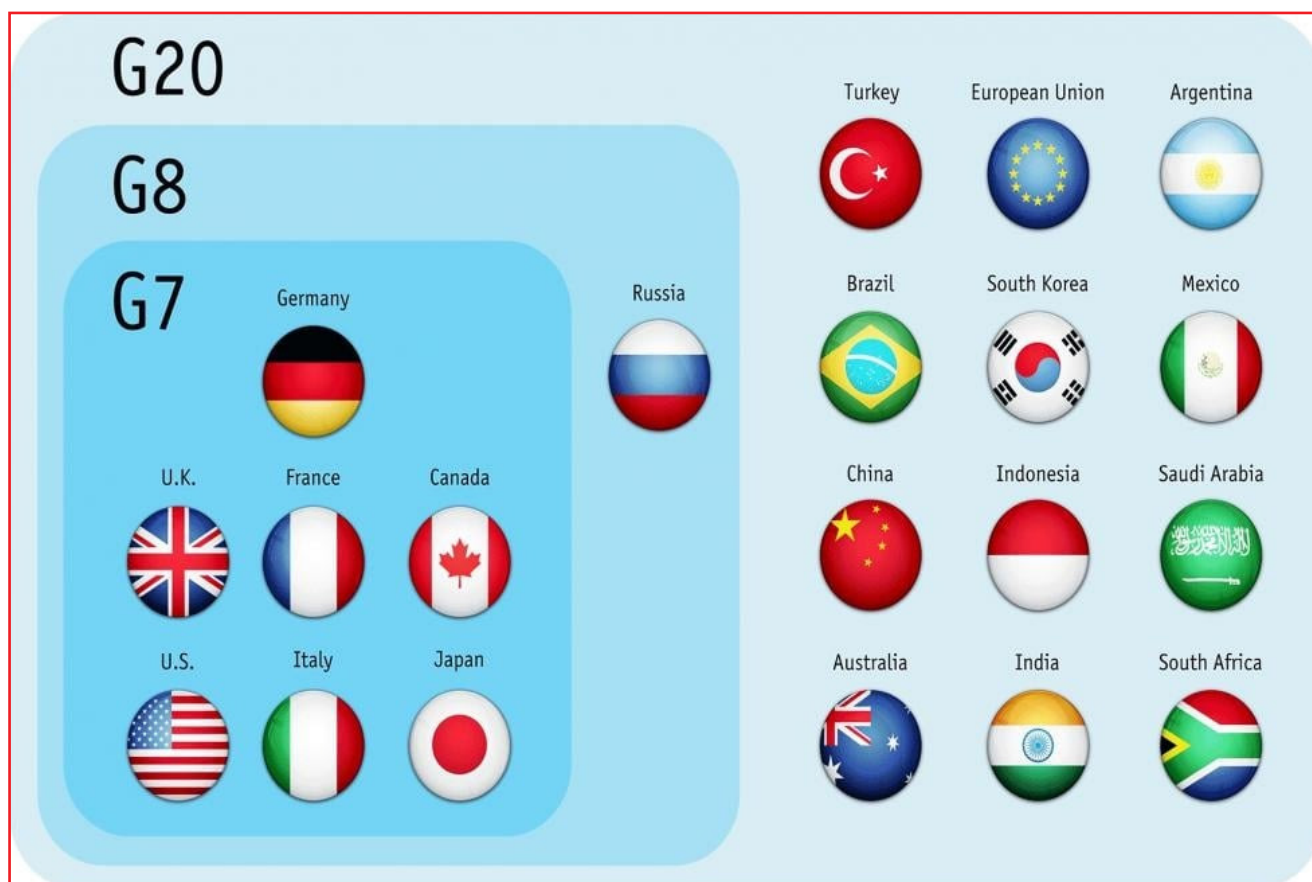 G20
Turkey
European Union
Argentina
G8
G7
Germany
Russia
Brazil
South Korea
Mexico
U.K.
France
Canada
China
Indonesia
Saudi Arabia
U.S.
Italy
Japan
Australia
India
South Africa